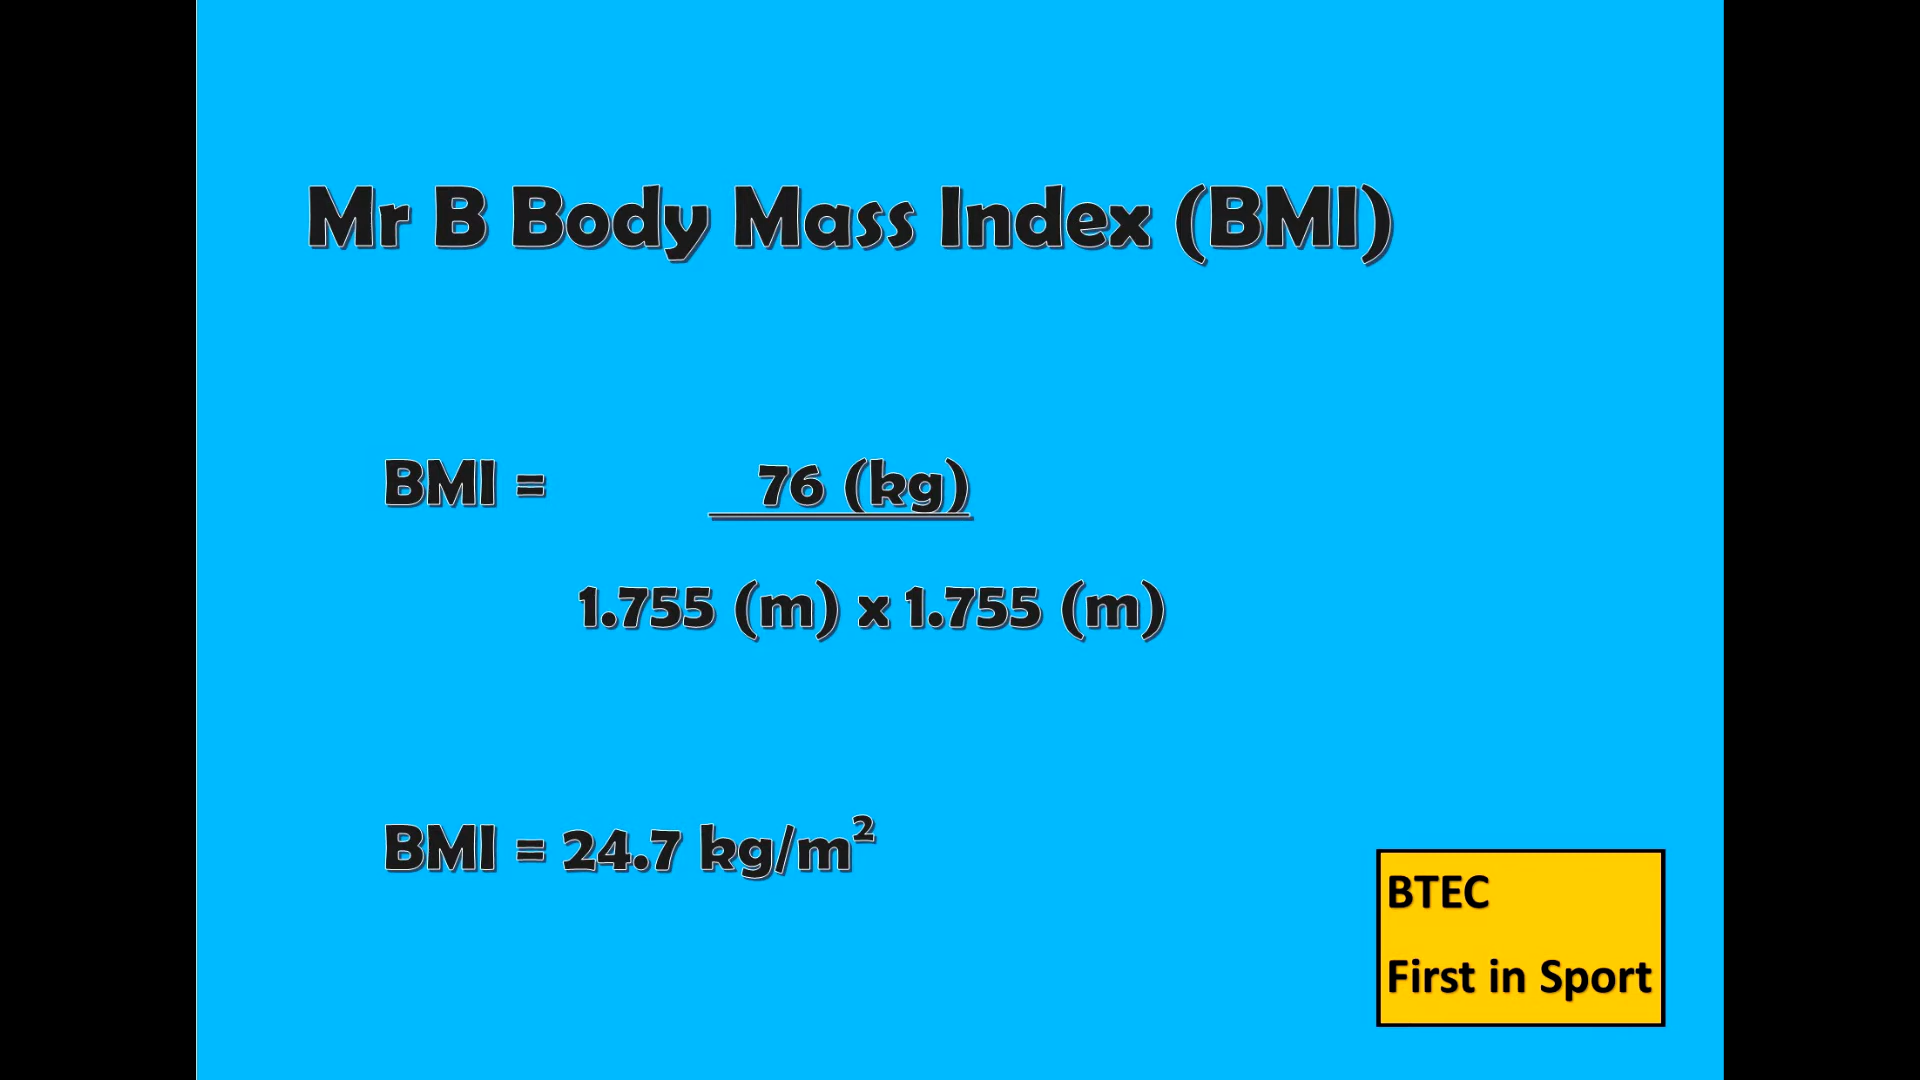 Mr B Body Mass Index (BMI)
BMI = 76 (kg)
1.755 (m) x 1.755 (m)
BMI = 24.7 kg/m²
BTEC
First in Sport